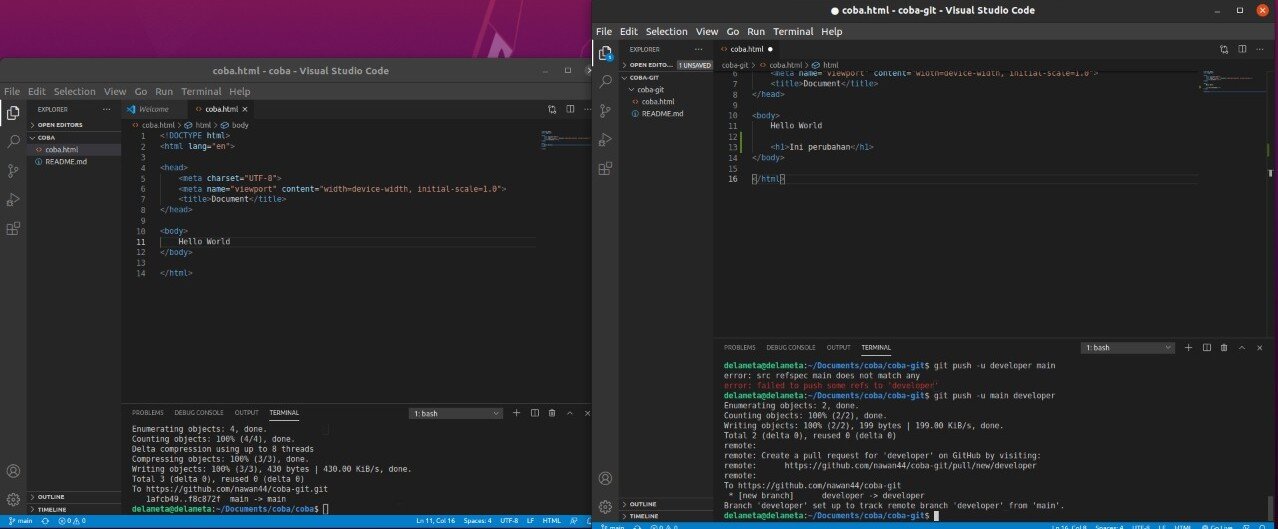 coba.html - coba - Visual Studio Code
File Edit Selection View Go Run Terminal Help
EXPLORER
OPEN EDITORS
COBA
coba.html
README.md
OUTLINE
TIMELINE
Welcome
coba.html
coba.html > html > body
1 <!DOCTYPE html>
2 <html lang="en">
3
4 <head>
5 <meta charset="UTF-8">
6 <meta name="viewport" content="width=device-width, initial-scale=1.0">
7 <title>Document</title>
8 </head>
9
10 <body>
11 Hello World
12 </body>
13
14 </html>
PROBLEMS DEBUG CONSOLE OUTPUT TERMINAL 1: bash
Enumerating objects: 4, done.
Counting objects: 100% (4/4), done.
Delta compression using up to 8 threads
Compressing objects: 100% (3/3), done.
Writing objects: 100% (3/3), 430 bytes | 430.00 KiB/s, done.
Total 3 (delta 0), reused 0 (delta 0)
To https://github.com/nawan44/coba-git.git
1afcb49..f8c872f main -> main
delameta@delameta:~/Documents/coba/coba$
main 0 0 Ln 11, Col 16 Spaces: 4 UTF-8 LF HTML
● coba.html - coba-git - Visual Studio Code
File Edit Selection View Go Run Terminal Help
EXPLORER
OPEN EDITO... 1 UNSAVED
COBA-GIT
coba-git
coba.html
README.md
OUTLINE
TIMELINE
coba.html ●
coba-git > coba.html > html
6 <meta name="viewport" content="width=device-width, initial-scale=1.0">
7 <title>Document</title>
8 </head>
9
10 <body>
11 Hello World
12
13 <h1>Ini perubahan</h1>
14 </body>
15
16 </html>
PROBLEMS DEBUG CONSOLE OUTPUT TERMINAL 1: bash
delameta@delameta:~/Documents/coba/coba-git$ git push -u developer main
error: src refspec main does not match any
error: failed to push some refs to 'developer'
delameta@delameta:~/Documents/coba/coba-git$ git push -u main developer
Enumerating objects: 2, done.
Counting objects: 100% (2/2), done.
Writing objects: 100% (2/2), 199 bytes | 199.00 KiB/s, done.
Total 2 (delta 0), reused 0 (delta 0)
remote:
remote: Create a pull request for 'developer' on GitHub by visiting:
remote: https://github.com/nawan44/coba-git/pull/new/developer
remote:
To https://github.com/nawan44/coba-git
* [new branch] developer -> developer
Branch 'developer' set up to track remote branch 'developer' from 'main'.
delameta@delameta:~/Documents/coba/coba-git$
main 0 0 Ln 16, Col 8 Spaces: 4 UTF-8 LF HTML Go Live